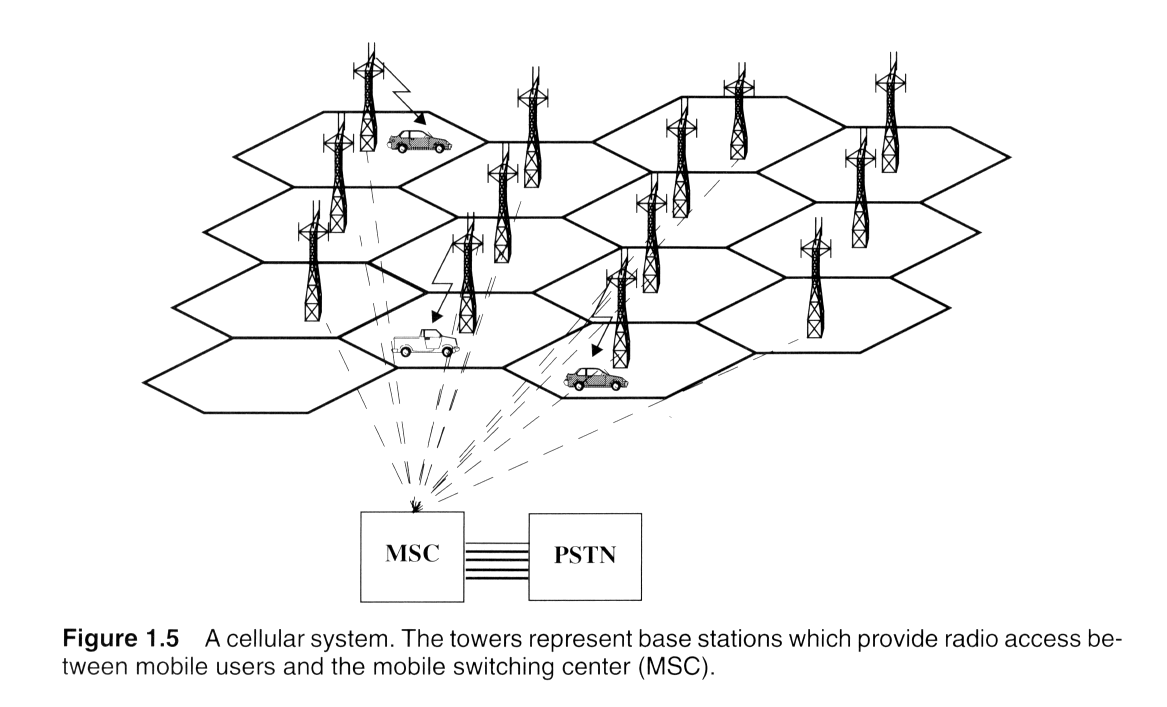 MSC
PSTN
Figure 1.5 A cellular system. The towers represent base stations which provide radio access be-
tween mobile users and the mobile switching center (MSC).